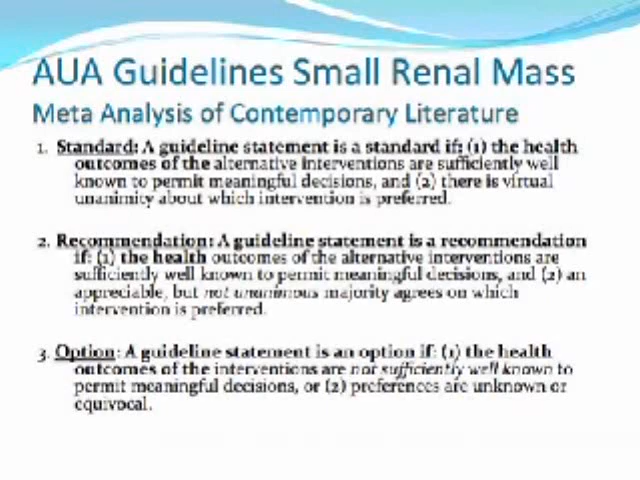 AUA Guidelines Small Renal Mass
Meta Analysis of Contemporary Literature
1. Standard: A guideline statement is a standard if: (1) the health
outcomes of the alternative interventions are sufficiently well
known to permit meaningful decisions, and (2) there is virtual
unanimity about which intervention is preferred.
2. Recommendation: A guideline statement is a recommendation
if: (1) the health outcomes of the alternative interventions are
sufficiently well known to permit meaningful decisions, and (2) an
appreciable, but not unanimous majority agrees on which
intervention is preferred.
3. Option: A guideline statement is an option if: (1) the health
outcomes of the interventions are not sufficiently well known to
permit meaningful decisions, or (2) preferences are unknown or
equivocal.